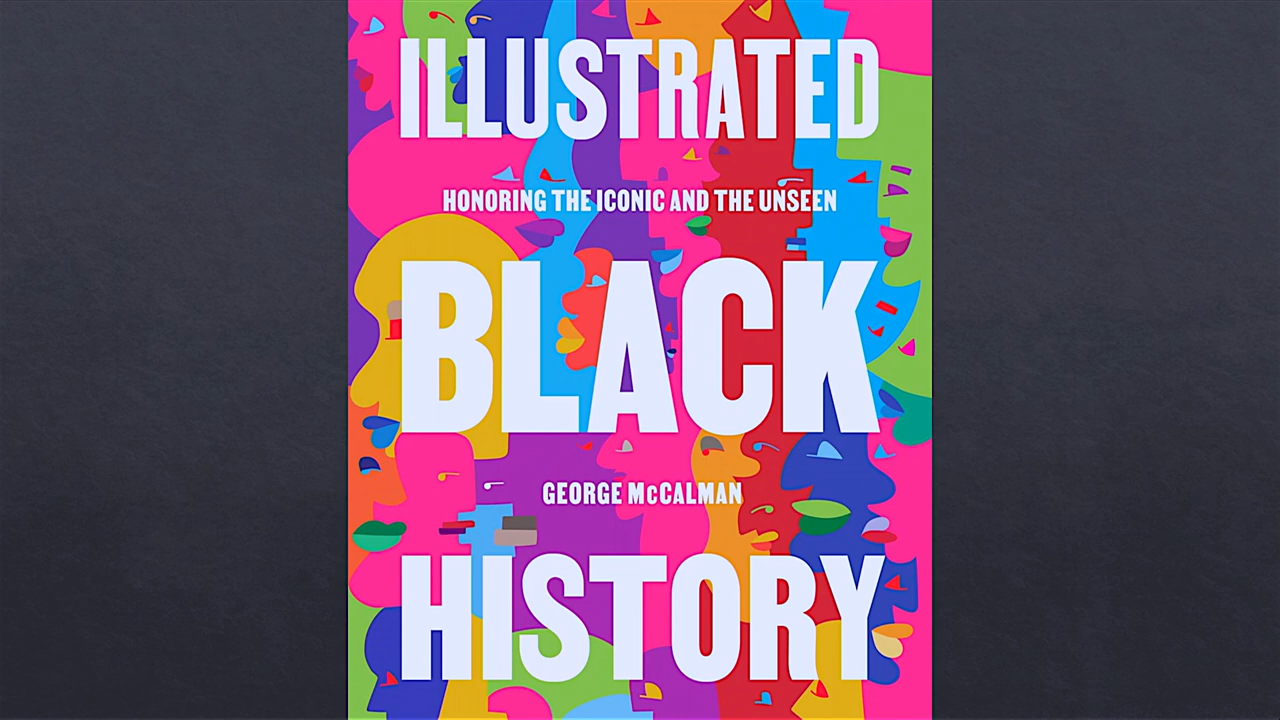 ILLUSTRATED
HONORING THE ICONIC AND THE UNSEEN
BLACK
GEORGE McCALMAN
HISTORY